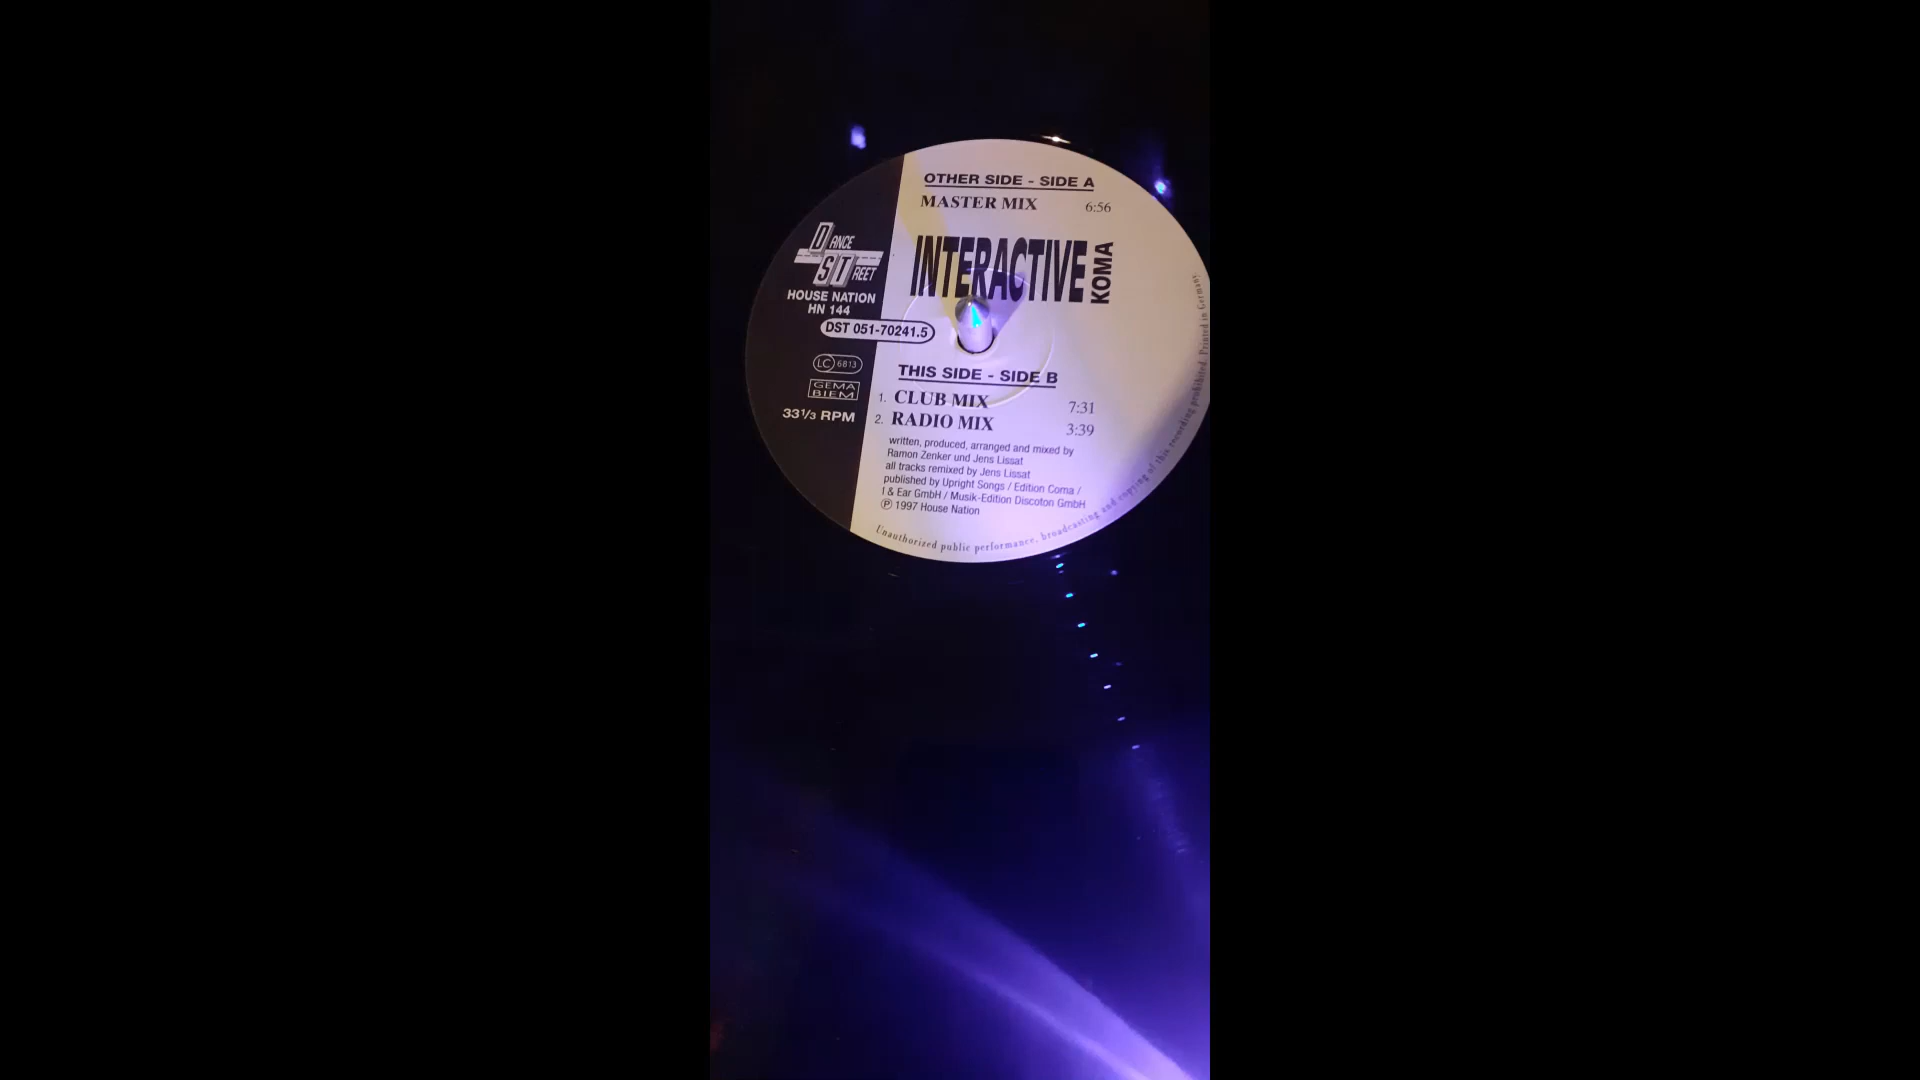 OTHER SIDE - SIDE A
MASTER MIX 6:56
INTERACTIVE
KOMA
DANCE
STREET
HOUSE NATION
HN 144
DST 051-70241.5
LC 6813
GEMA
BIEM
33 1/3 RPM
THIS SIDE - SIDE B
1. CLUB MIX 7:31
2. RADIO MIX 3:39
written, produced, arranged and mixed by
Ramon Zenker und Jens Lissat
all tracks remixed by Jens Lissat
published by Upright Songs / Edition Coma /
I & Ear GmbH / Musik-Edition Discoton GmbH
Ⓟ 1997 House Nation
Unauthorized public performance, broadcasting and copying of this recording prohibited. Printed in Germany